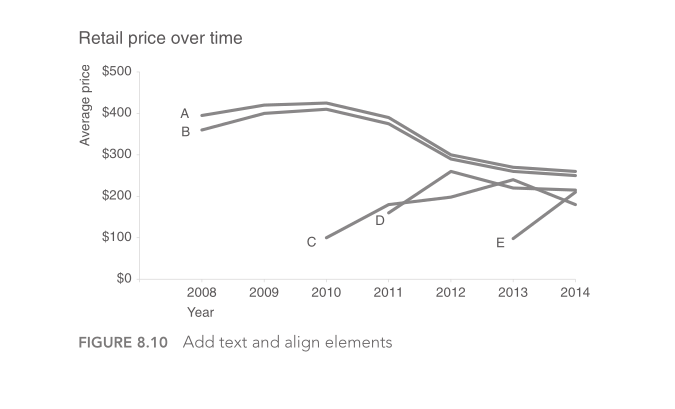 Retail price over time
Average price
$500
$400
$300
$200
$100
$0
A
B
C
D
E
2008 2009 2010 2011 2012 2013 2014
Year
FIGURE 8.10 Add text and align elements